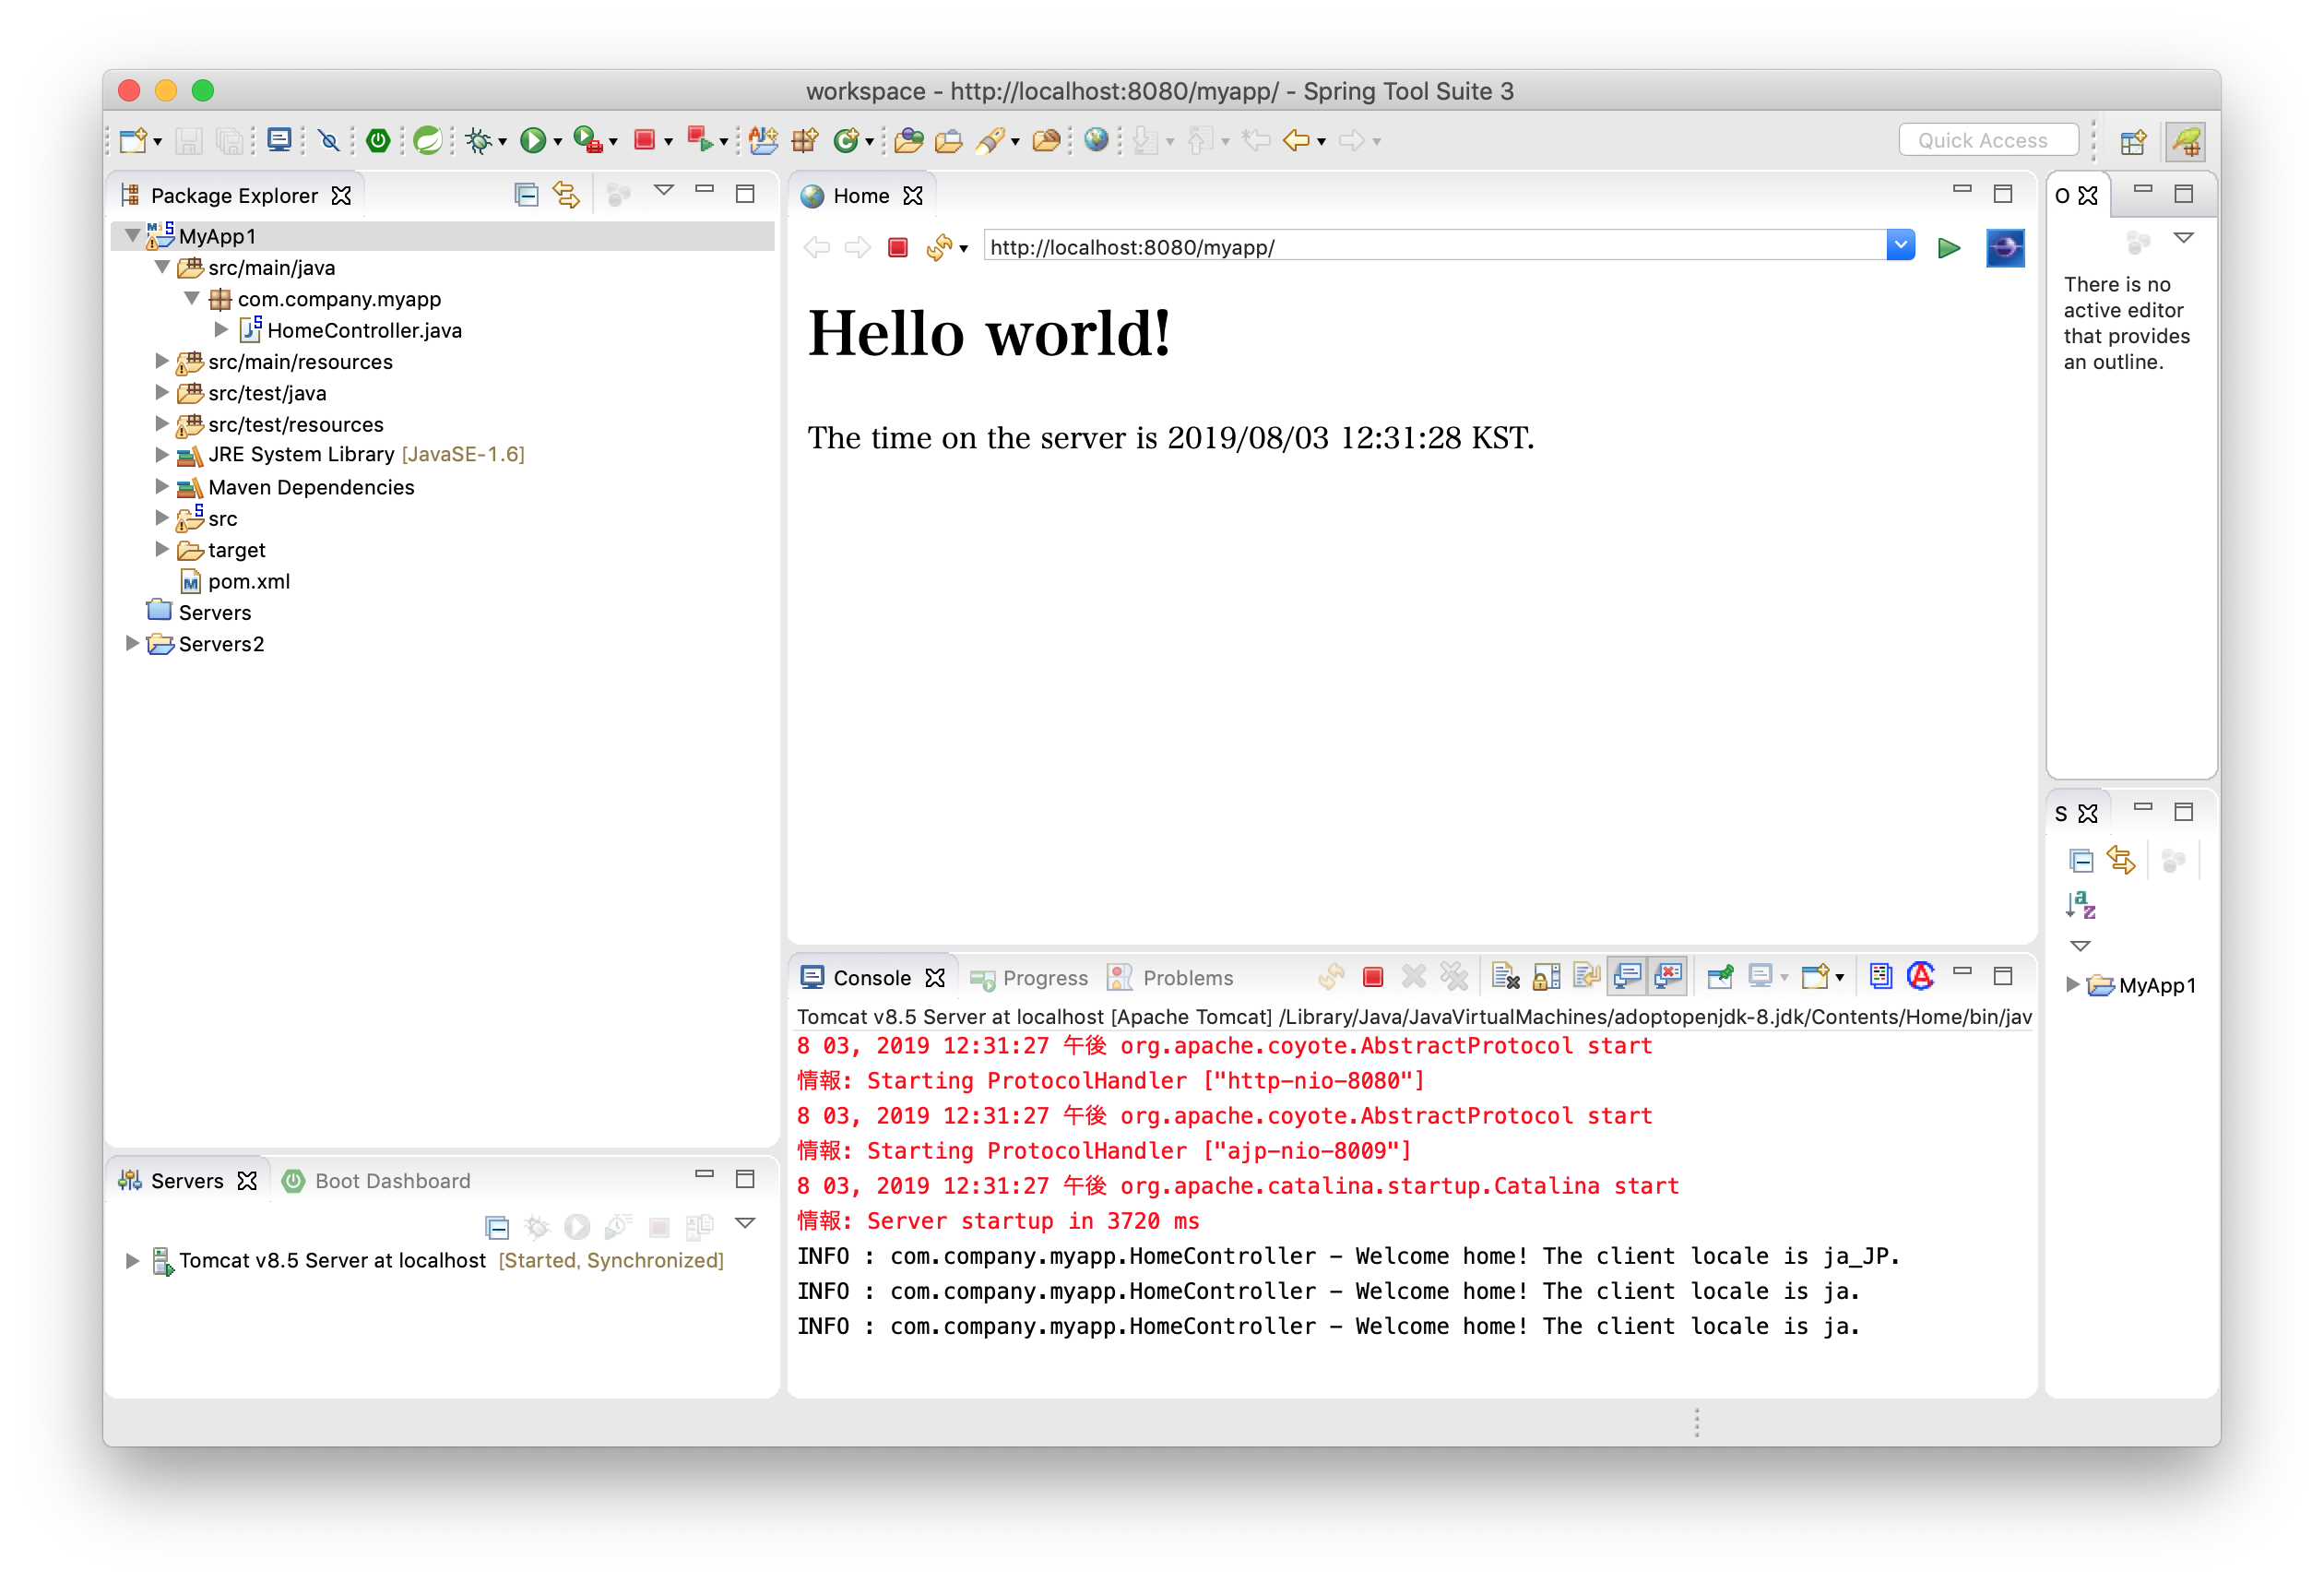 workspace - http://localhost:8080/myapp/ - Spring Tool Suite 3
Quick Access
Package Explorer
MyApp1
src/main/java
com.company.myapp
HomeController.java
src/main/resources
src/test/java
src/test/resources
JRE System Library [JavaSE-1.6]
Maven Dependencies
src
target
pom.xml
Servers
Servers2
Home
http://localhost:8080/myapp/
Hello world!
The time on the server is 2019/08/03 12:31:28 KST.
O
There is no
active editor
that provides
an outline.
S
MyApp1
Servers Boot Dashboard
Tomcat v8.5 Server at localhost [Started, Synchronized]
Console Progress Problems
Tomcat v8.5 Server at localhost [Apache Tomcat] /Library/Java/JavaVirtualMachines/adoptopenjdk-8.jdk/Contents/Home/bin/jav
8 03, 2019 12:31:27 午後 org.apache.coyote.AbstractProtocol start
情報: Starting ProtocolHandler ["http-nio-8080"]
8 03, 2019 12:31:27 午後 org.apache.coyote.AbstractProtocol start
情報: Starting ProtocolHandler ["ajp-nio-8009"]
8 03, 2019 12:31:27 午後 org.apache.catalina.startup.Catalina start
情報: Server startup in 3720 ms
INFO : com.company.myapp.HomeController - Welcome home! The client locale is ja_JP.
INFO : com.company.myapp.HomeController - Welcome home! The client locale is ja.
INFO : com.company.myapp.HomeController - Welcome home! The client locale is ja.